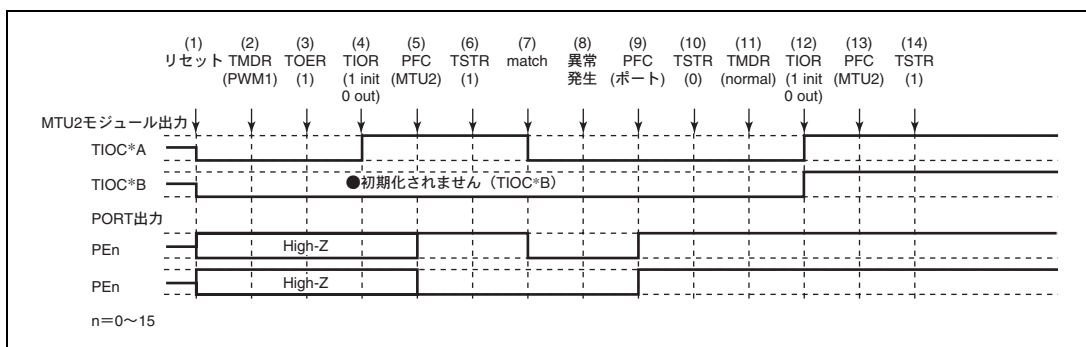 (1) (2) (3) (4) (5) (6) (7) (8) (9) (10) (11) (12) (13) (14)
リセット TMDR TOER TIOR PFC TSTR match 異常 PFC TSTR TMDR TIOR PFC TSTR
(PWM1) (1) (1 init (MTU2) (1) 発生 (ポート) (0) (normal) (1 init (MTU2) (1)
0 out) 0 out)
MTU2モジュール出力
TIOC*A
TIOC*B ●初期化されません（TIOC*B）
PORT出力
PEn High-Z
PEn High-Z
n＝0～15